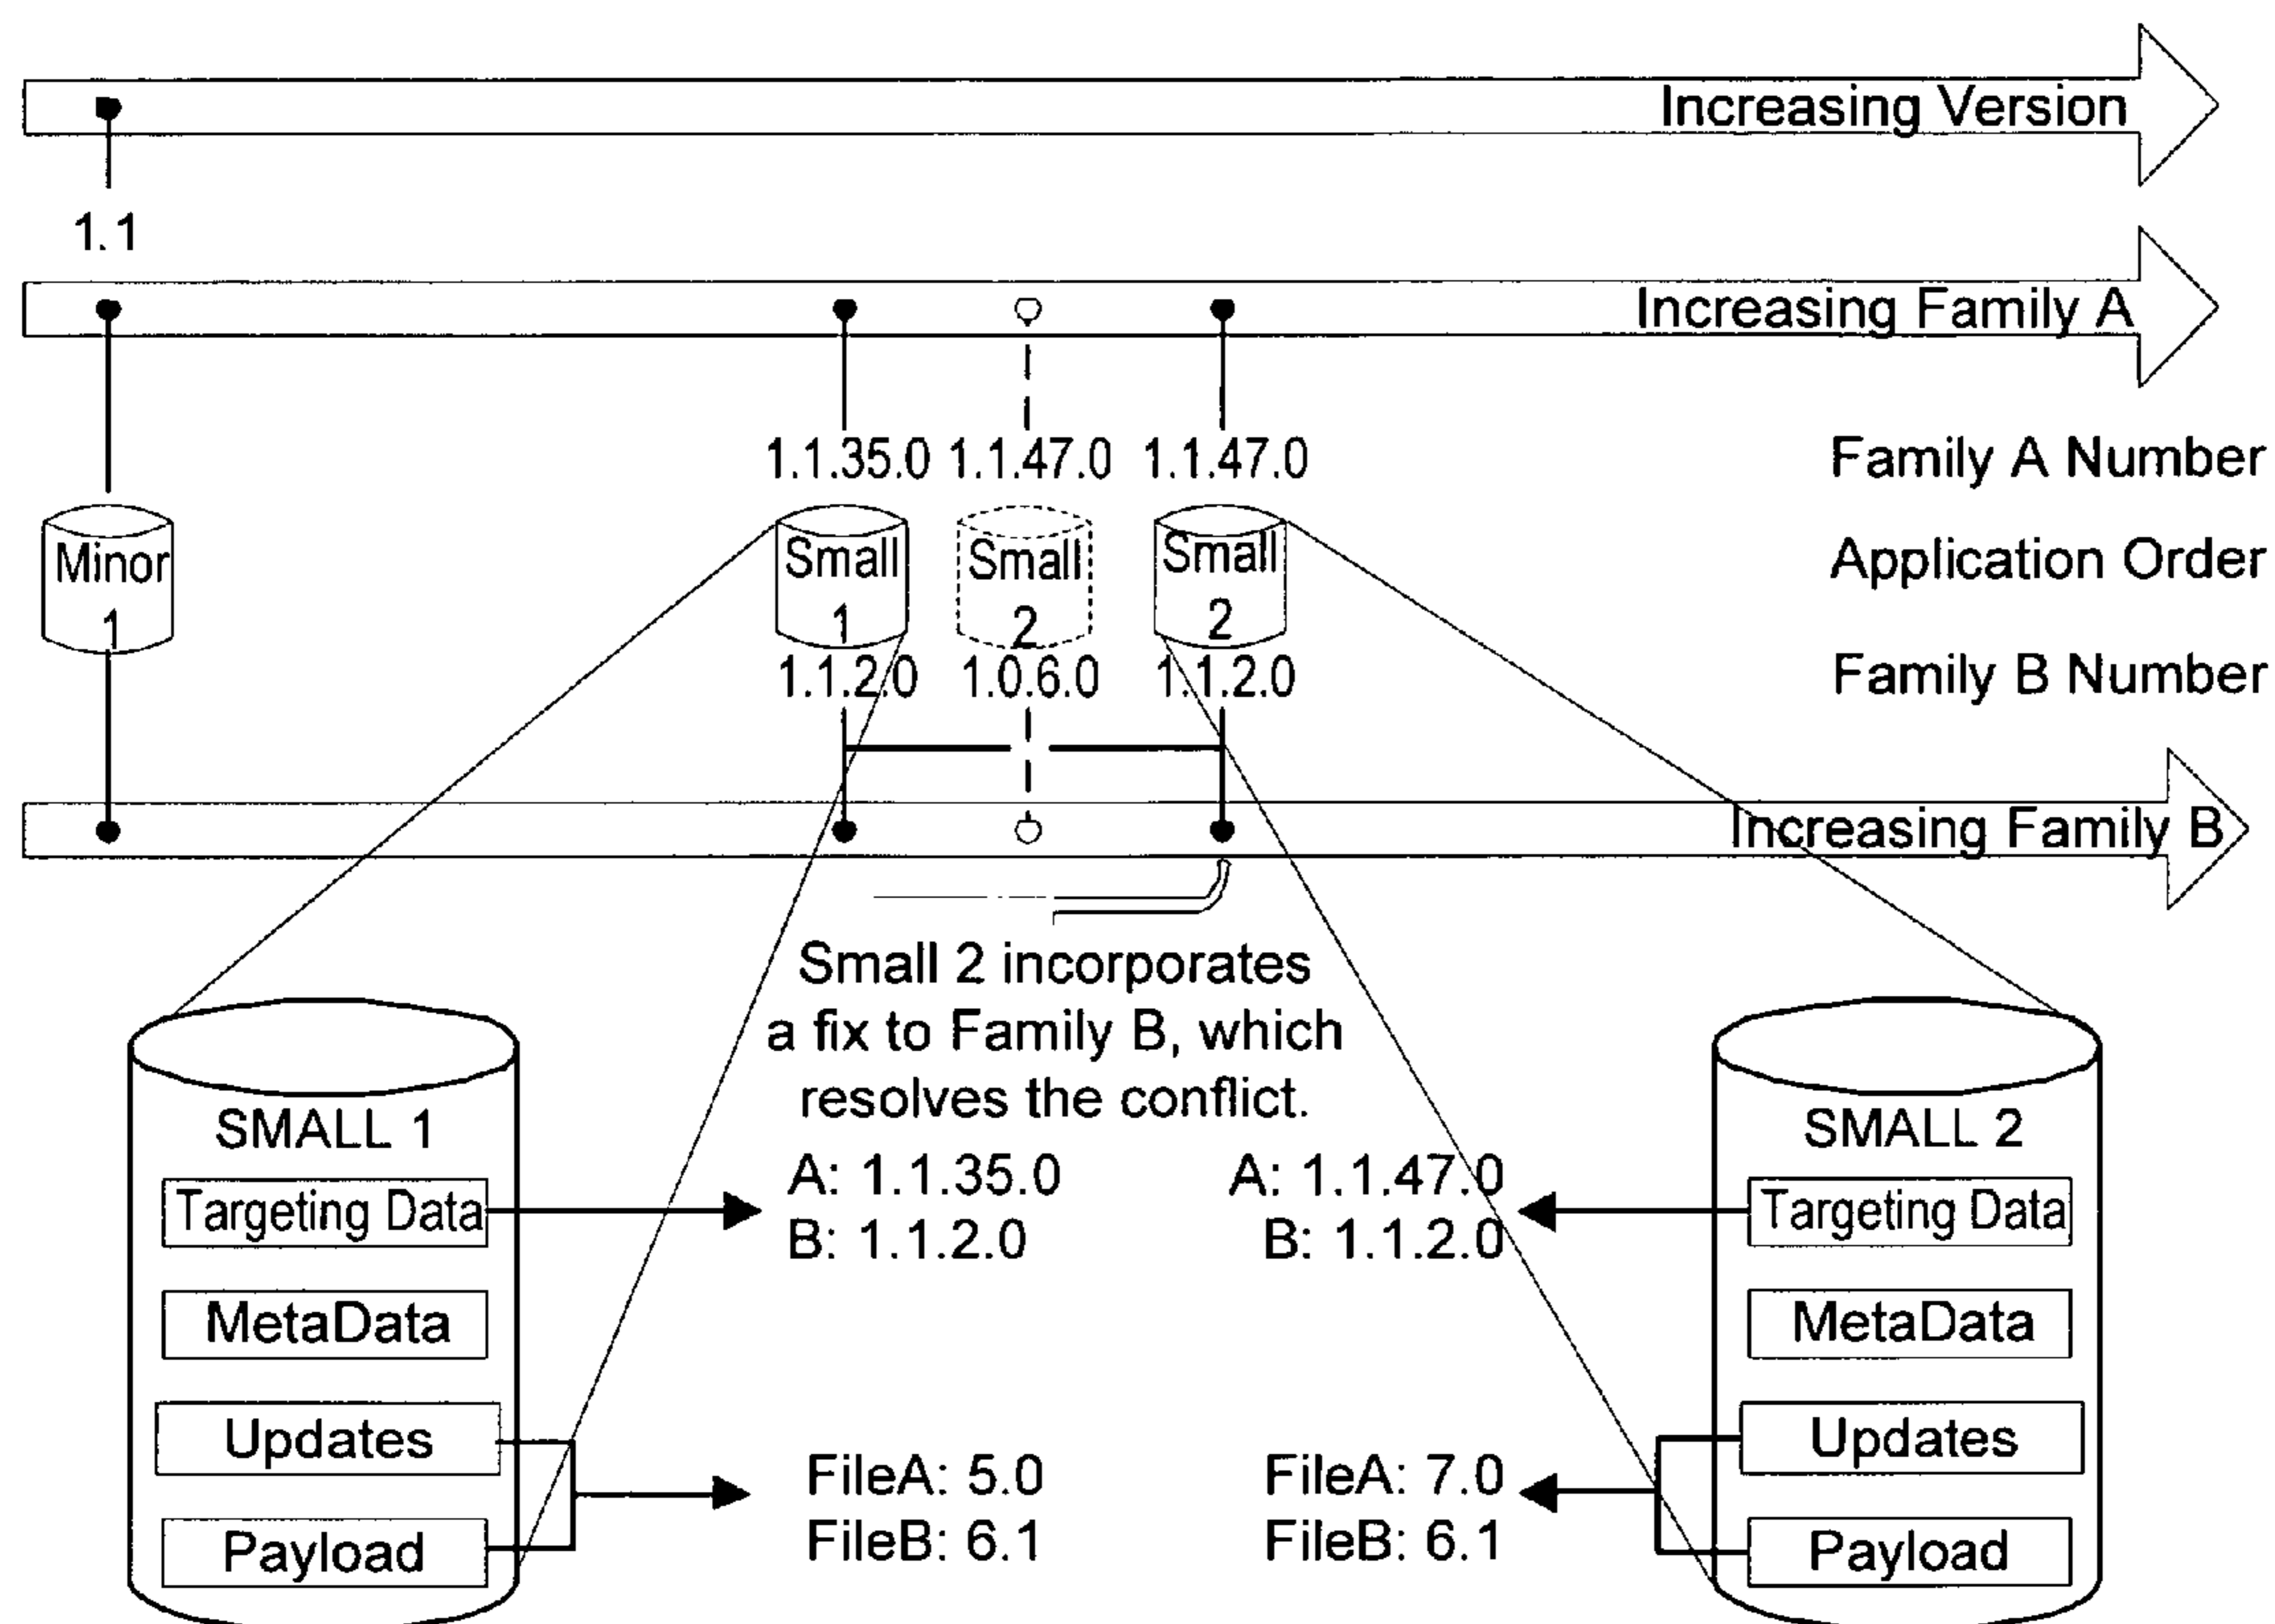 Increasing Version
1.1
Increasing Family A
1.1.35.0 1.1.47.0 1.1.47.0 Family A Number
Minor 1
Small 1
Small 2
Small 2
Application Order
1.1.2.0 1.0.6.0 1.1.2.0 Family B Number
Increasing Family B
Small 2 incorporates
a fix to Family B, which
resolves the conflict.
SMALL 1
Targeting Data
MetaData
Updates
Payload
A: 1.1.35.0
B: 1.1.2.0
FileA: 5.0
FileB: 6.1
A: 1.1.47.0
B: 1.1.2.0
FileA: 7.0
FileB: 6.1
SMALL 2
Targeting Data
MetaData
Updates
Payload